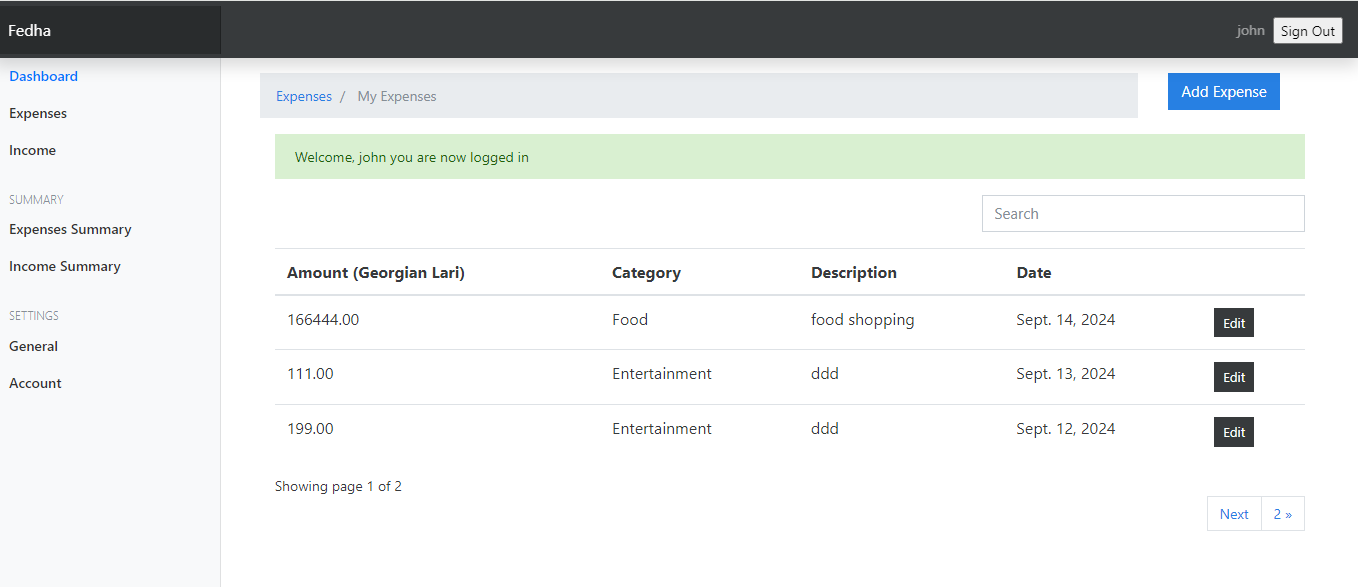 Fedha
john Sign Out
Dashboard
Expenses
Income
SUMMARY
Expenses Summary
Income Summary
SETTINGS
General
Account
Expenses / My Expenses
Add Expense
Welcome, john you are now logged in
Search
Amount (Georgian Lari) Category Description Date
166444.00 Food food shopping Sept. 14, 2024 Edit
111.00 Entertainment ddd Sept. 13, 2024 Edit
199.00 Entertainment ddd Sept. 12, 2024 Edit
Showing page 1 of 2
Next 2 »